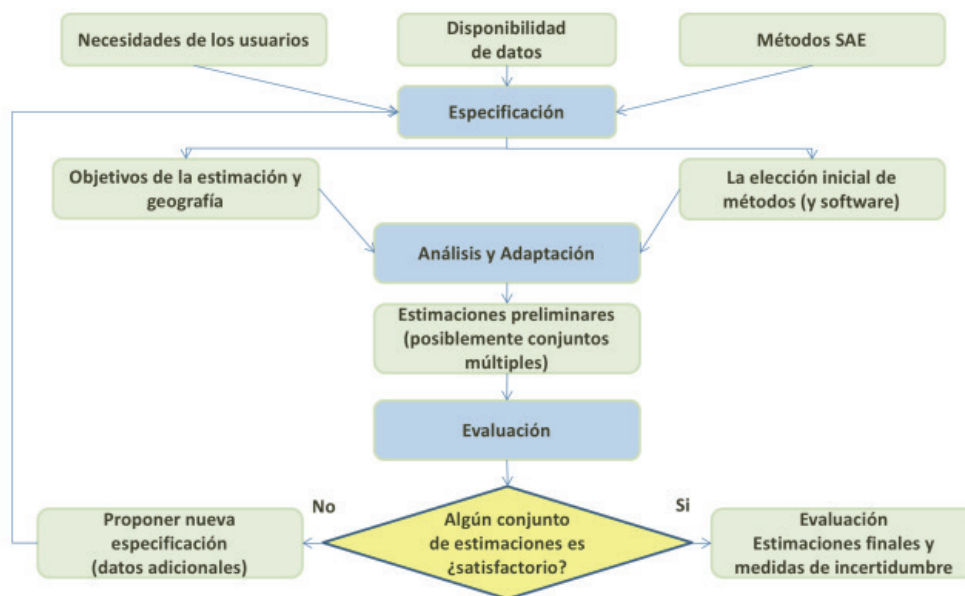 Necesidades de los usuarios
Disponibilidad
de datos
Métodos SAE
Especificación
Objetivos de la estimación y
geografía
La elección inicial de
métodos (y software)
Análisis y Adaptación
Estimaciones preliminares
(posiblemente conjuntos
múltiples)
Evaluación
No
Si
Proponer nueva
especificación
(datos adicionales)
Algún conjunto
de estimaciones es
¿satisfactorio?
Evaluación
Estimaciones finales y
medidas de incertidumbre